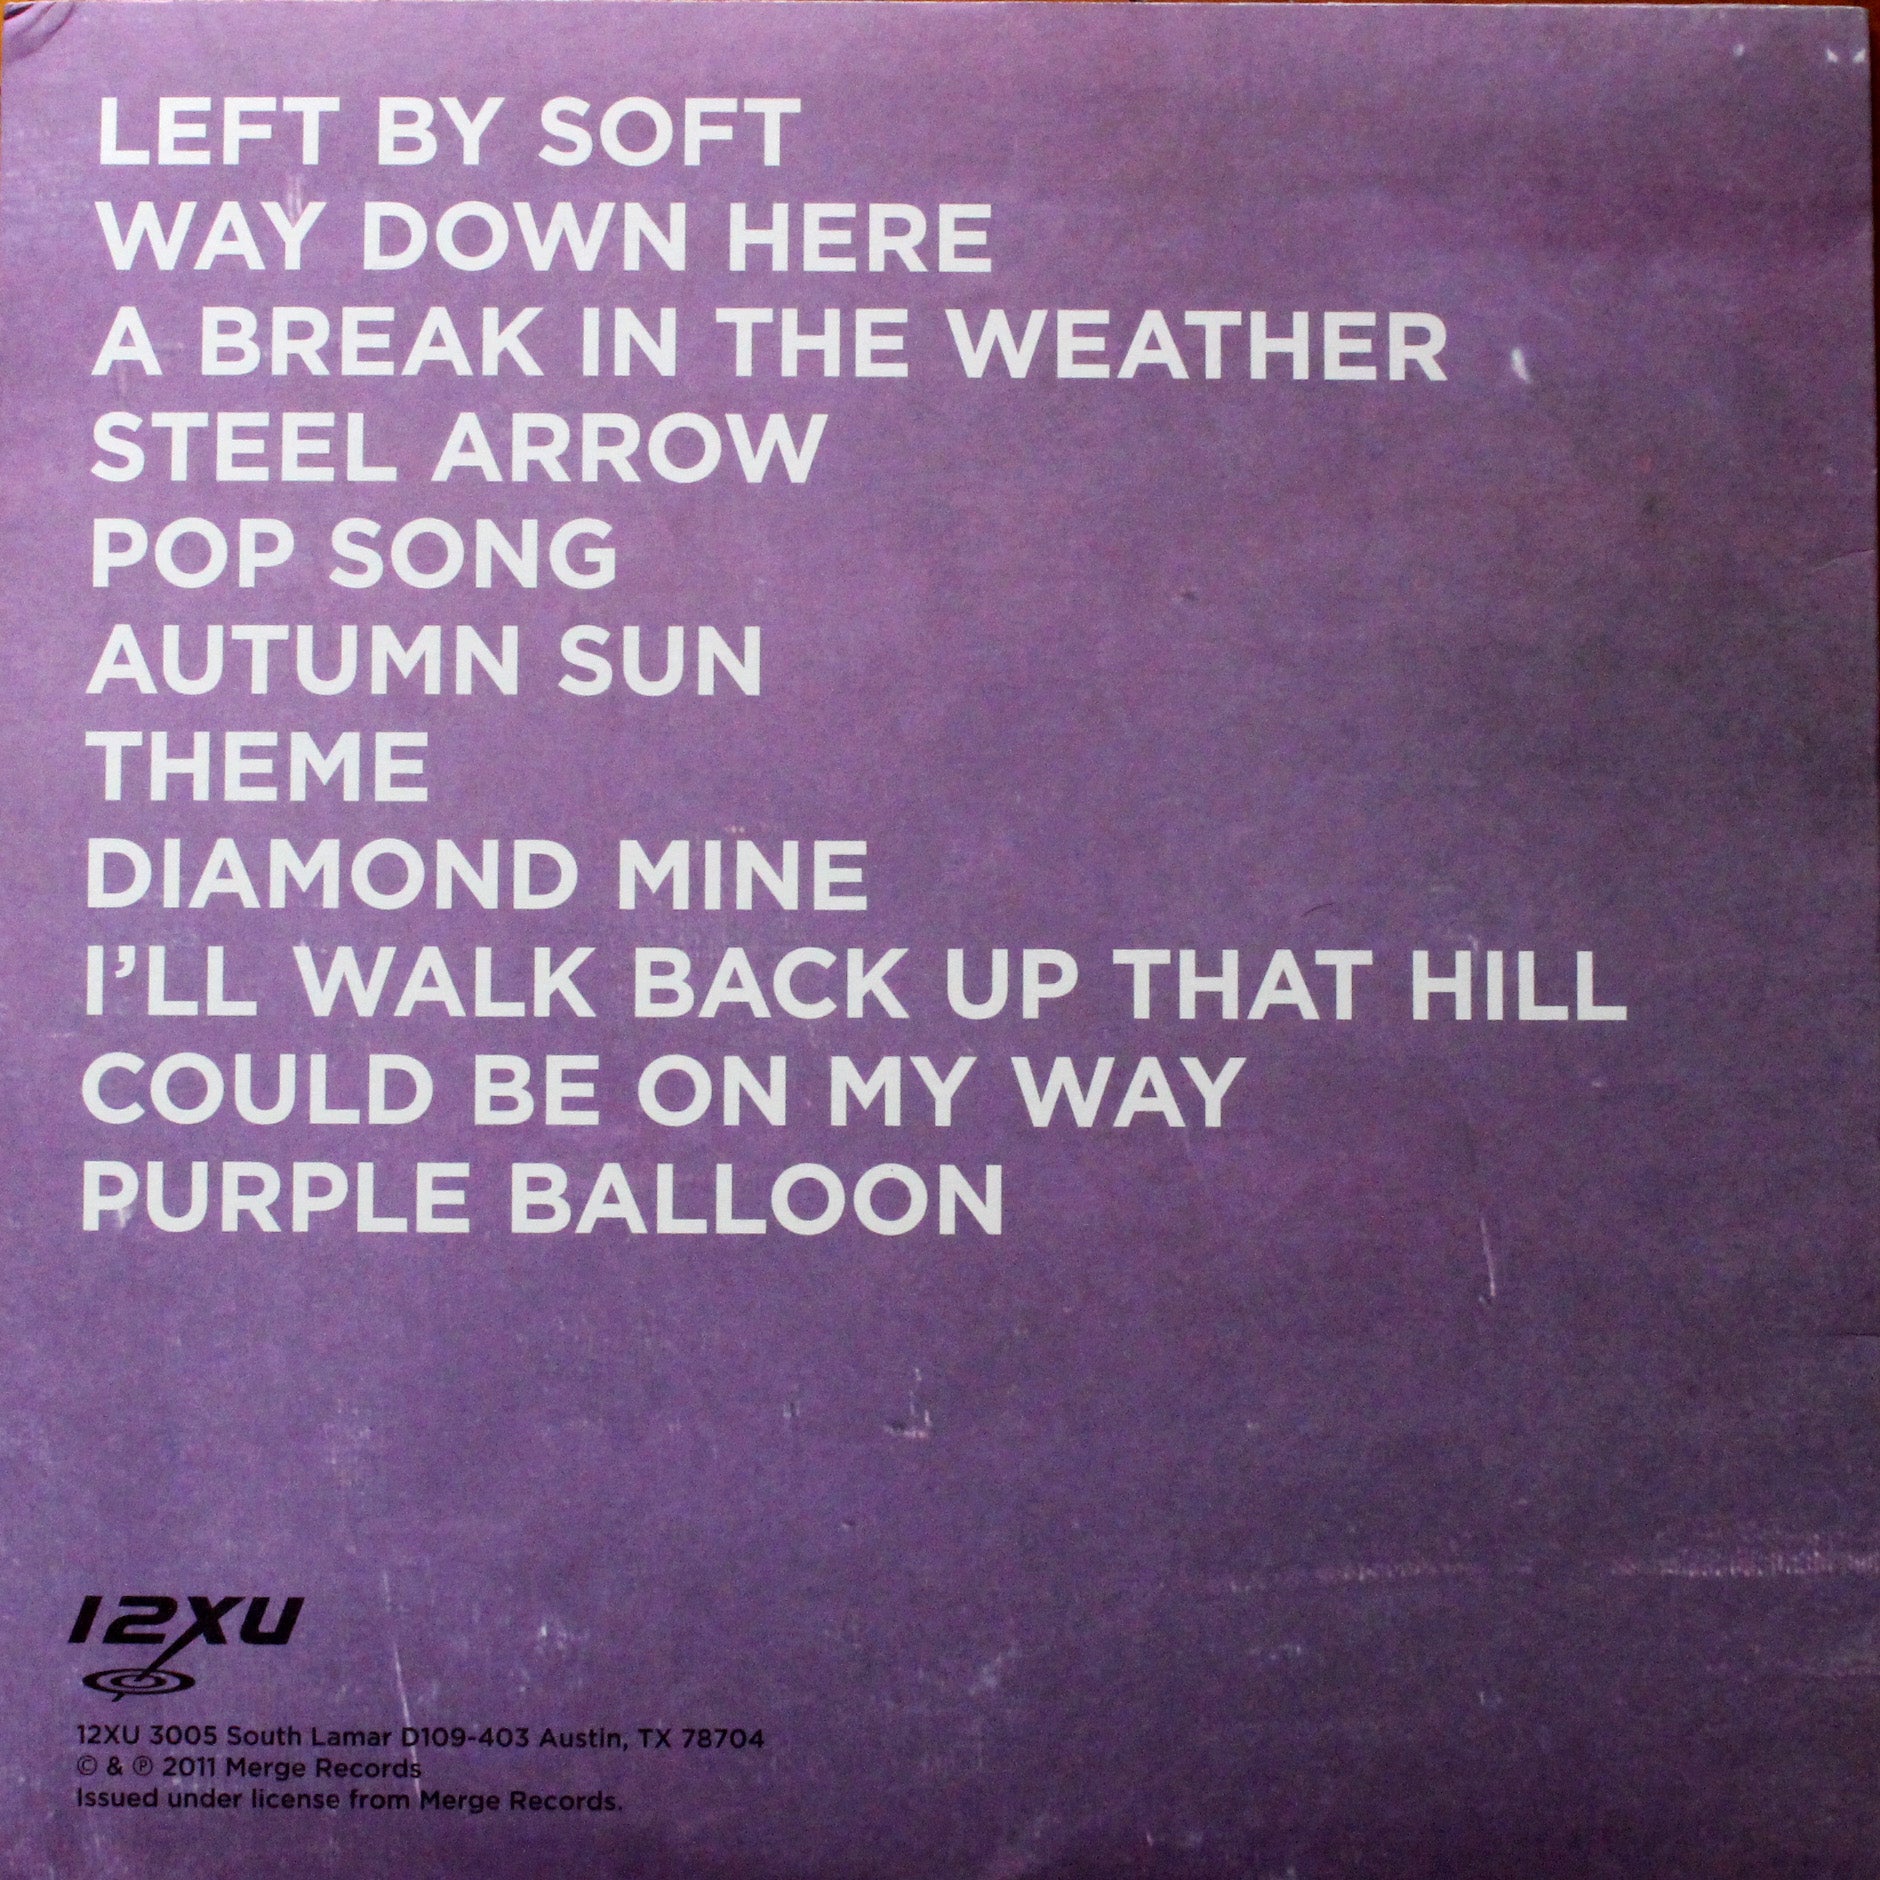 LEFT BY SOFT
WAY DOWN HERE
A BREAK IN THE WEATHER
STEEL ARROW
POP SONG
AUTUMN SUN
THEME
DIAMOND MINE
I’LL WALK BACK UP THAT HILL
COULD BE ON MY WAY
PURPLE BALLOON
12XU
12XU 3005 South Lamar D109-403 Austin, TX 78704
© & ℗ 2011 Merge Records
Issued under license from Merge Records.